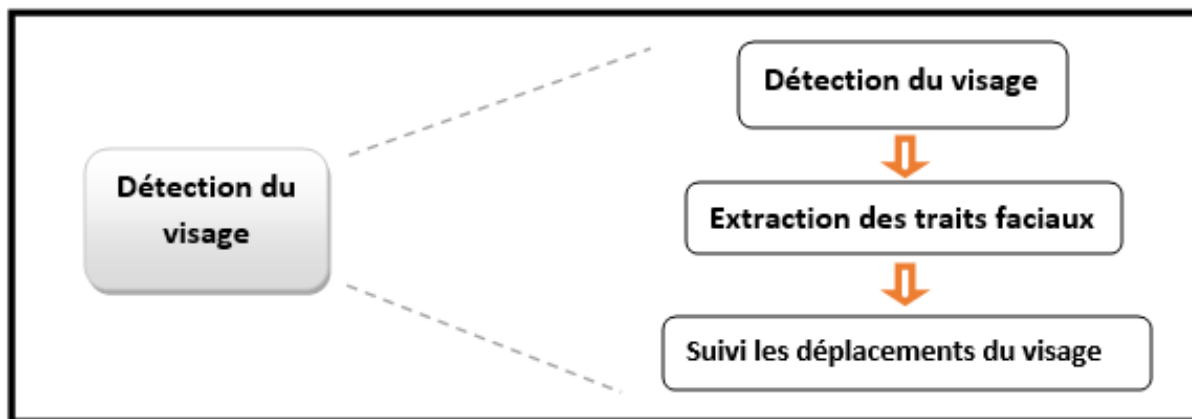 Détection du
visage
Détection du visage
Extraction des traits faciaux
Suivi les déplacements du visage